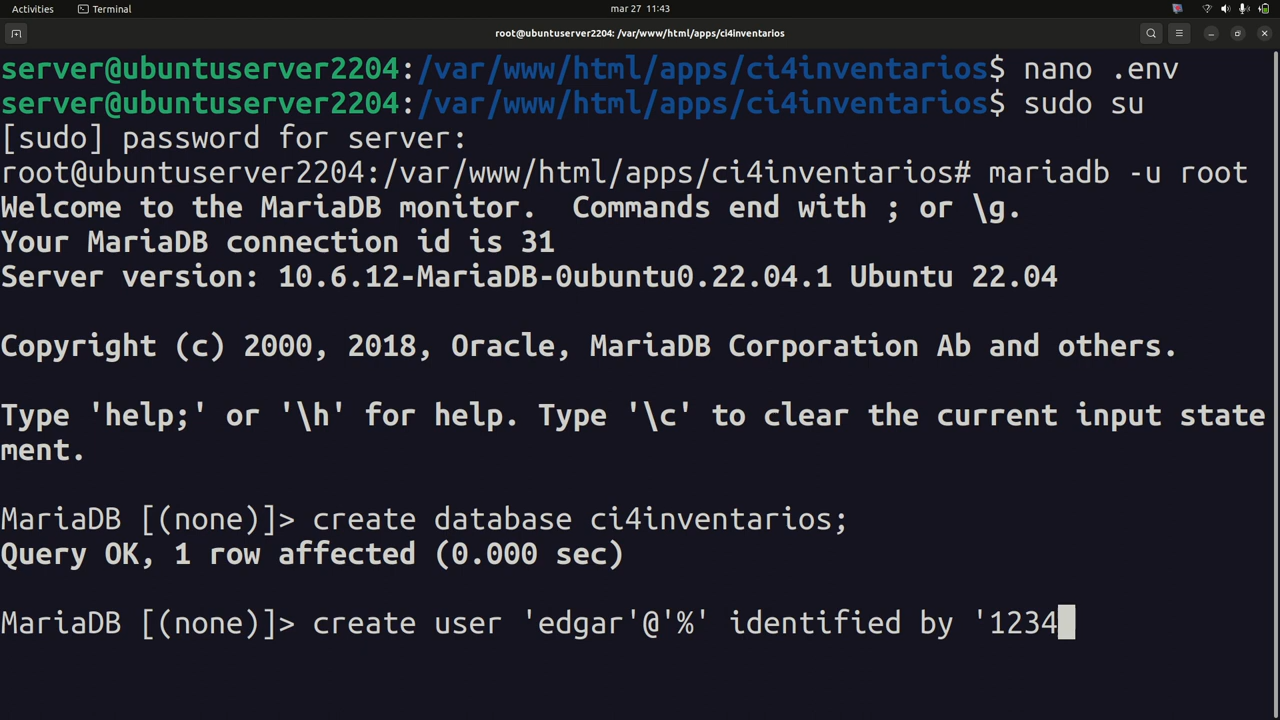 Activities
Terminal
mar 27 11:43
root@ubuntuserver2204: /var/www/html/apps/ci4inventarios
server@ubuntuserver2204:/var/www/html/apps/ci4inventarios$ nano .env
server@ubuntuserver2204:/var/www/html/apps/ci4inventarios$ sudo su
[sudo] password for server:
root@ubuntuserver2204:/var/www/html/apps/ci4inventarios# mariadb -u root
Welcome to the MariaDB monitor.  Commands end with ; or \g.
Your MariaDB connection id is 31
Server version: 10.6.12-MariaDB-0ubuntu0.22.04.1 Ubuntu 22.04
Copyright (c) 2000, 2018, Oracle, MariaDB Corporation Ab and others.
Type 'help;' or '\h' for help. Type '\c' to clear the current input state
ment.
MariaDB [(none)]> create database ci4inventarios;
Query OK, 1 row affected (0.000 sec)
MariaDB [(none)]> create user 'edgar'@'%' identified by '1234